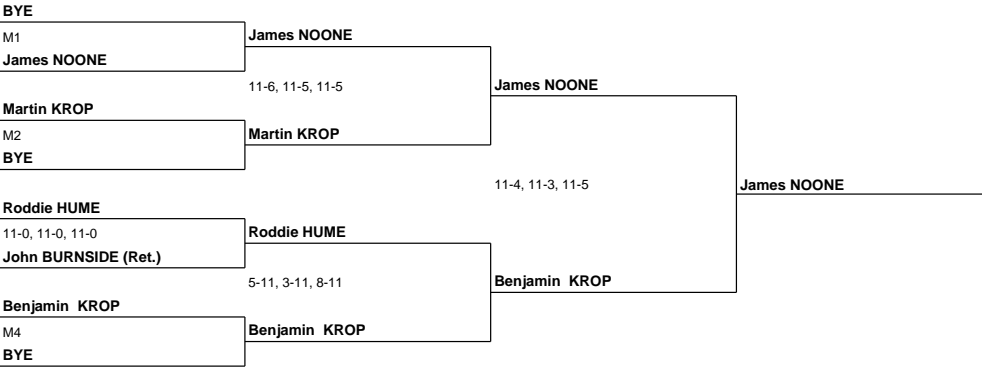 BYE
M1
James NOONE
James NOONE
11-6, 11-5, 11-5
James NOONE
Martin KROP
M2
Martin KROP
BYE
11-4, 11-3, 11-5
James NOONE
Roddie HUME
11-0, 11-0, 11-0
Roddie HUME
John BURNSIDE (Ret.)
5-11, 3-11, 8-11
Benjamin KROP
Benjamin KROP
M4
Benjamin KROP
BYE